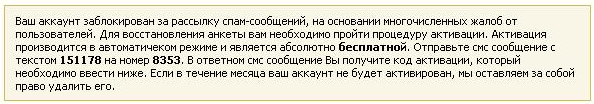 Ваш аккаунт заблокирован за рассылку спам-сообщений, на основании многочисленных жалоб от
пользователей. Для восстановления анкеты вам необходимо пройти процедуру активации. Активация
производится в автоматичеком режиме и является абсолютно бесплатной. Отправьте смс сообщение с
текстом 151178 на номер 8353. В ответном смс сообщение Вы получите код активации, который
необходимо ввести ниже. Если в течение месяца ваш аккаунт не будет активирован, мы оставляем за собой
право удалить его.